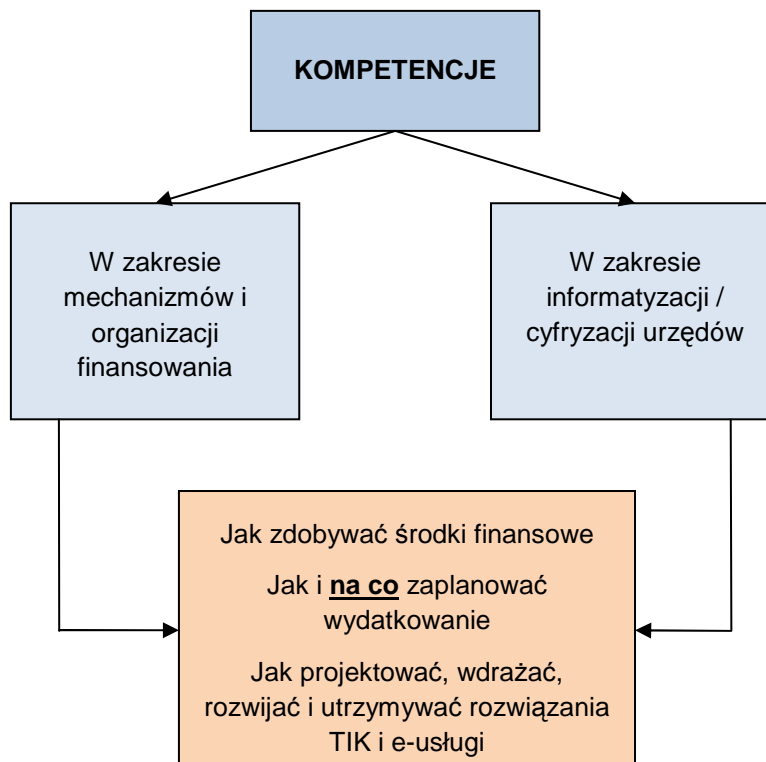 KOMPETENCJE
W zakresie
mechanizmów i
organizacji
finansowania
W zakresie
informatyzacji /
cyfryzacji urzędów
Jak zdobywać środki finansowe
Jak i na co zaplanować
wydatkowanie
Jak projektować, wdrażać,
rozwijać i utrzymywać rozwiązania
TIK i e-usługi